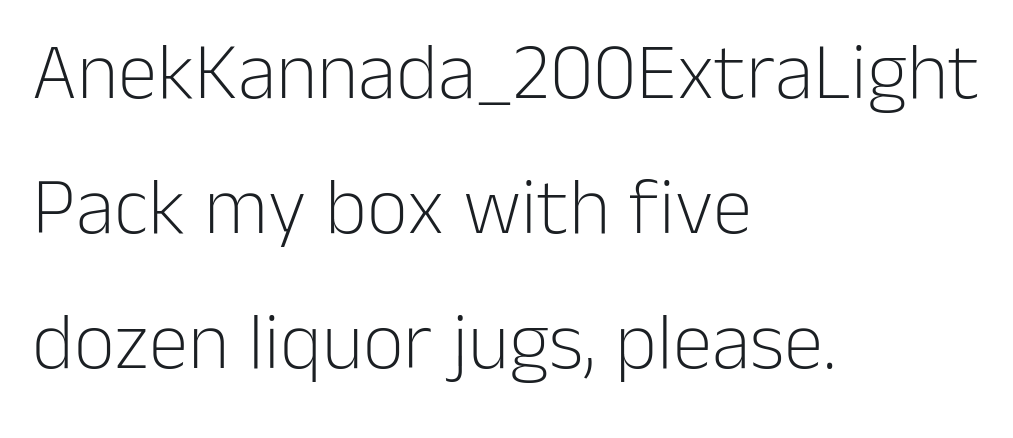 AnekKannada_200ExtraLight
Pack my box with five
dozen liquor jugs, please.